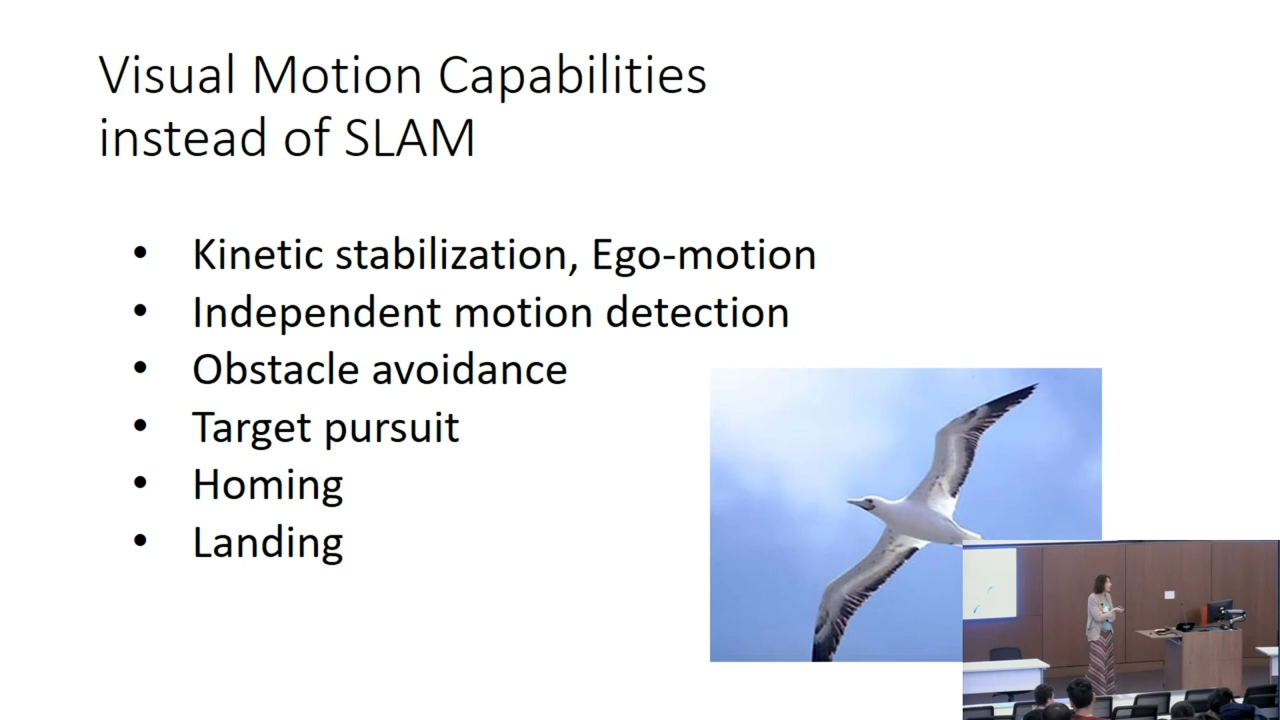 Visual Motion Capabilities
instead of SLAM
• Kinetic stabilization, Ego-motion
• Independent motion detection
• Obstacle avoidance
• Target pursuit
• Homing
• Landing